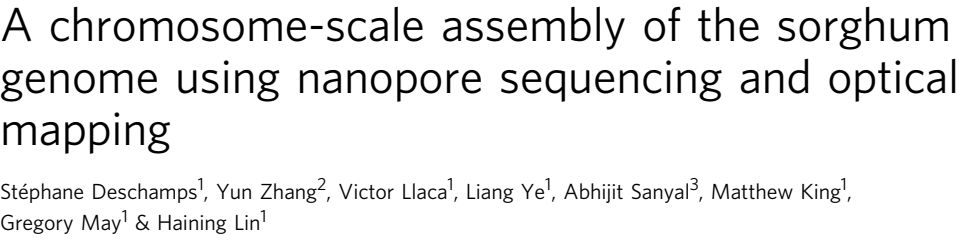 A chromosome-scale assembly of the sorghum
genome using nanopore sequencing and optical
mapping
Stéphane Deschamps1, Yun Zhang2, Victor Llaca1, Liang Ye1, Abhijit Sanyal3, Matthew King1,
Gregory May1 & Haining Lin1